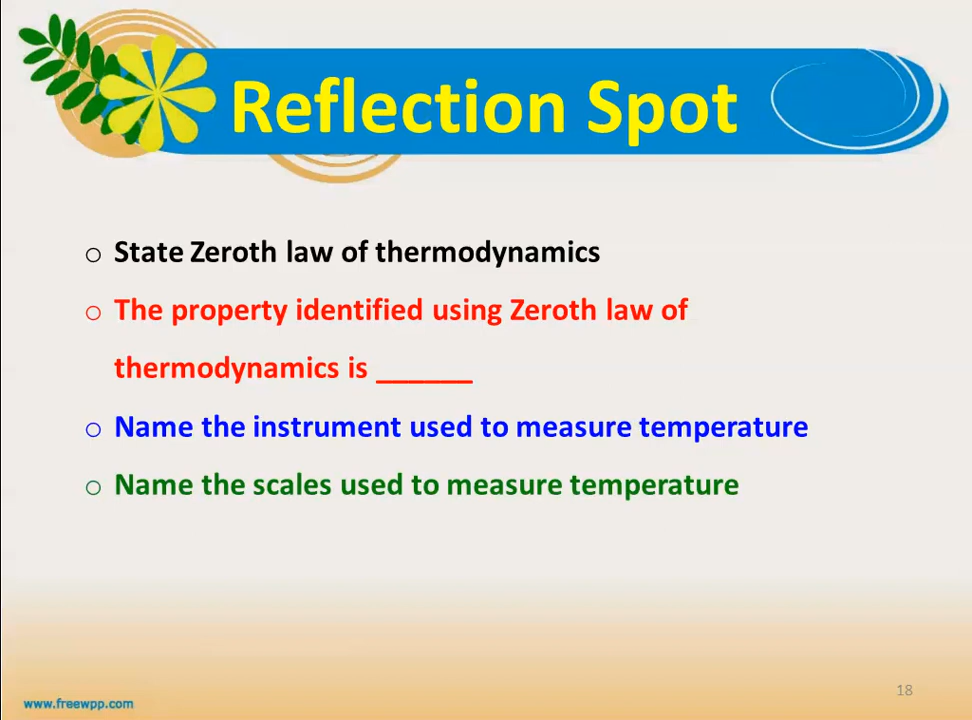 Reflection Spot
o State Zeroth law of thermodynamics
o The property identified using Zeroth law of
thermodynamics is ______
o Name the instrument used to measure temperature
o Name the scales used to measure temperature
www.freewpp.com
18